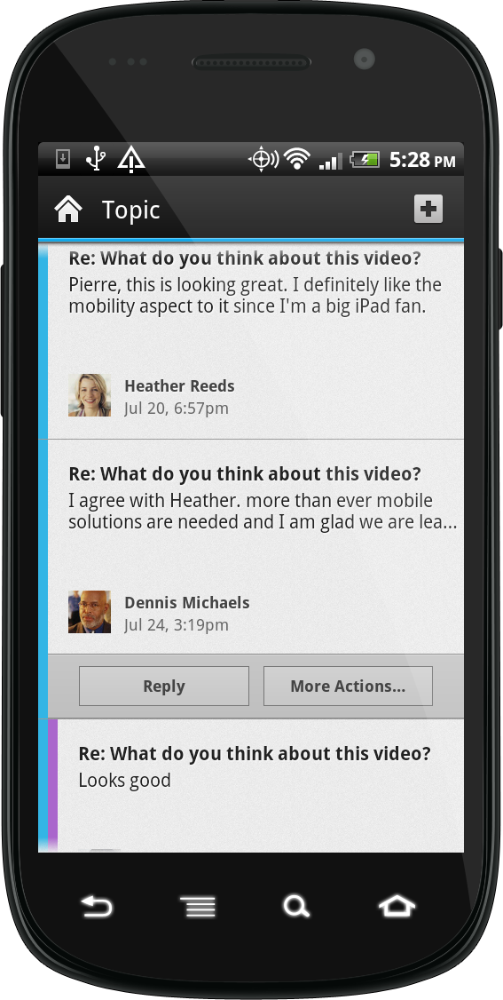 5:28 PM
Topic
Re: What do you think about this video?
Pierre, this is looking great. I definitely like the
mobility aspect to it since I'm a big iPad fan.
Heather Reeds
Jul 20, 6:57pm
Re: What do you think about this video?
I agree with Heather. more than ever mobile
solutions are needed and I am glad we are lea...
Dennis Michaels
Jul 24, 3:19pm
Reply
More Actions...
Re: What do you think about this video?
Looks good